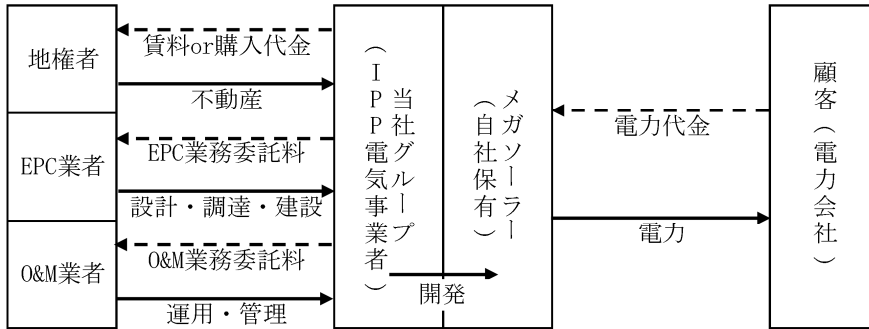 地権者
賃料or購入代金
不動産
EPC業者
EPC業務委託料
設計・調達・建設
O&M業者
O&M業務委託料
運用・管理
当社グループ
(IPP電気事業者)
開発
メガソーラー
(自社保有)
電力代金
電力
顧客(電力会社)